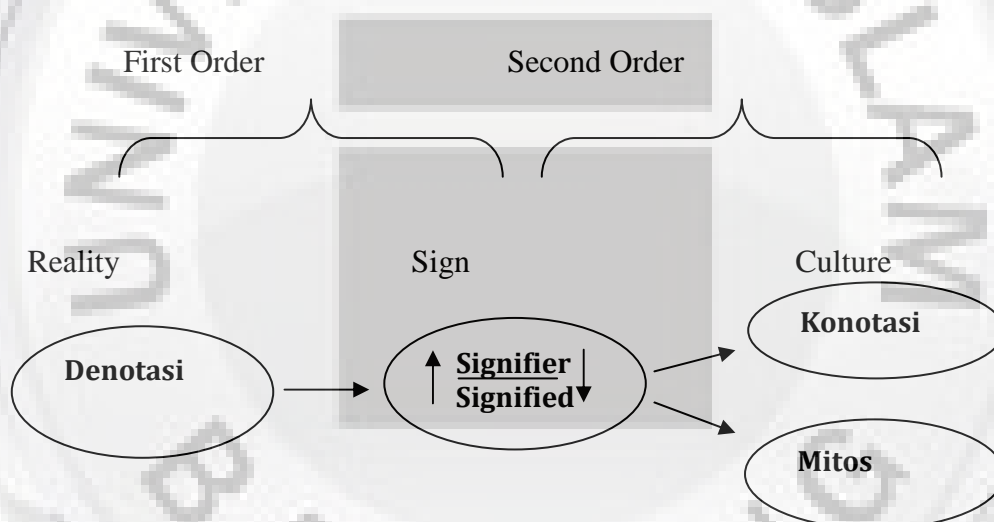 First Order Second Order
Reality Sign Culture
Konotasi
Denotasi
Signifier
Signified
Mitos